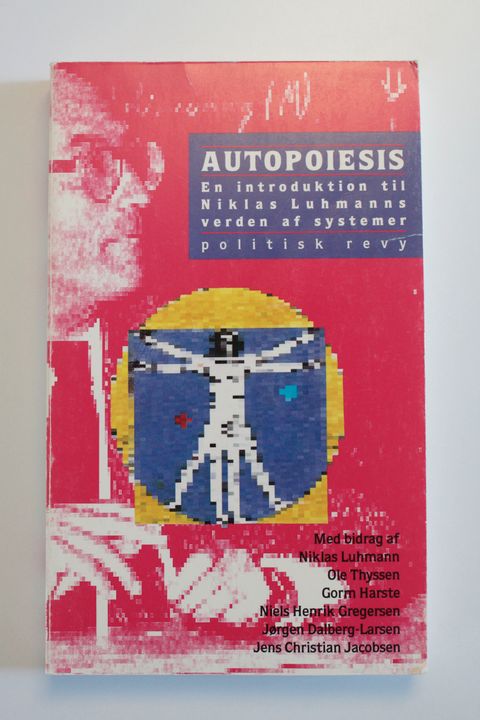 AUTOPOIESIS
En introduktion til
Niklas Luhmanns
verden af systemer
politisk revy
Med bidrag af
Niklas Luhmann
Ole Thyssen
Gorm Harste
Niels Henrik Gregersen
Jørgen Dalberg-Larsen
Jens Christian Jacobsen